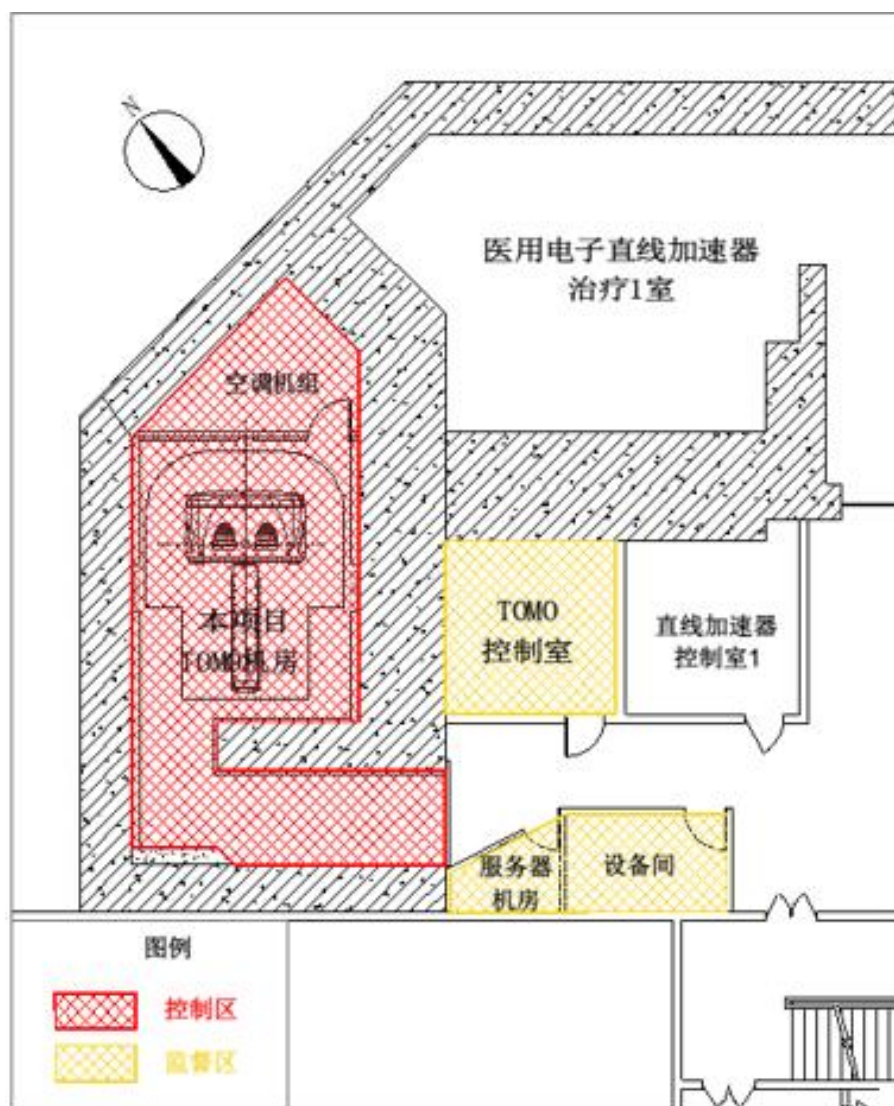 N
医用电子直线加速器
治疗1室
空调机组
本项目
TOMO机房
TOMO
控制室
直线加速器
控制室1
服务器
机房
设备间
图例
控制区
监督区